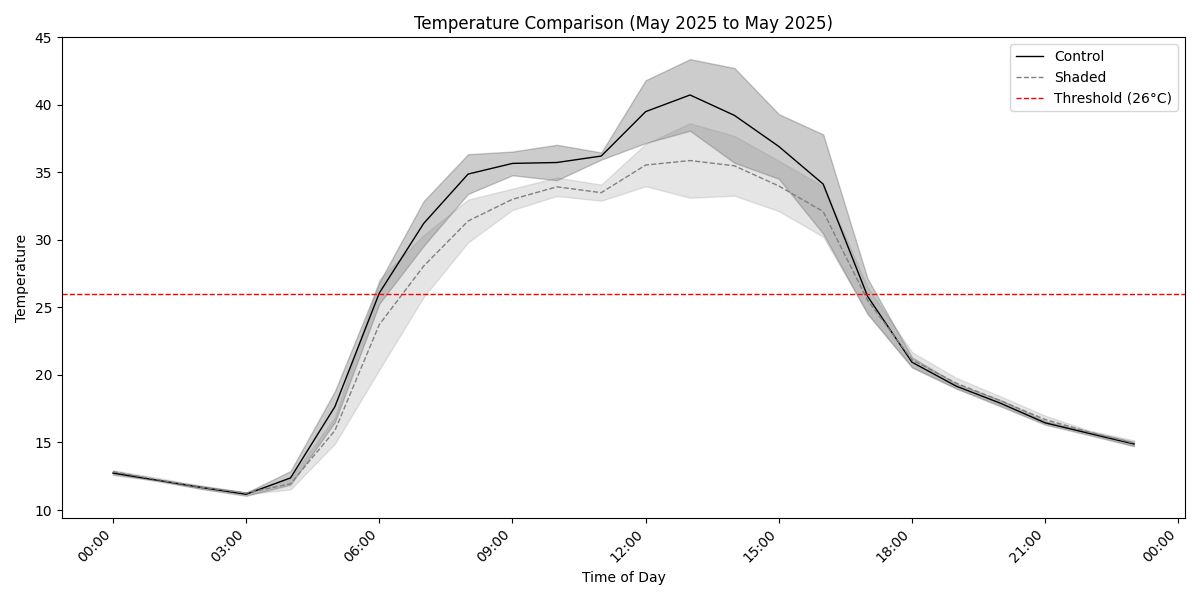 Temperature Comparison (May 2025 to May 2025)
Control
Shaded
Threshold (26°C)
Temperature
45
40
35
30
25
20
15
10
00:00
03:00
06:00
09:00
12:00
15:00
18:00
21:00
00:00
Time of Day